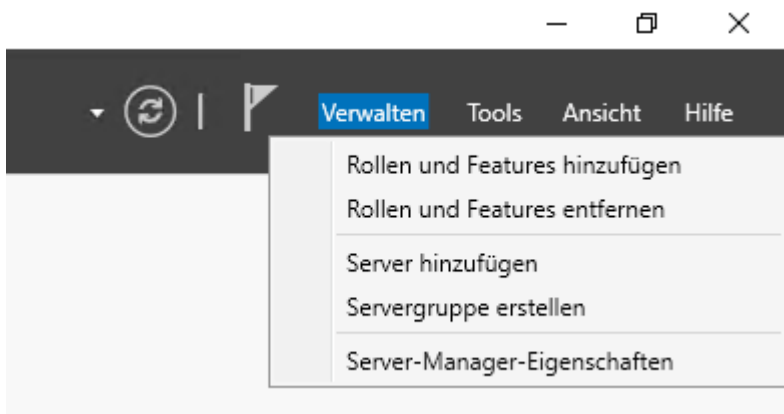 Verwalten Tools Ansicht Hilfe
Rollen und Features hinzufügen
Rollen und Features entfernen
Server hinzufügen
Servergruppe erstellen
Server-Manager-Eigenschaften